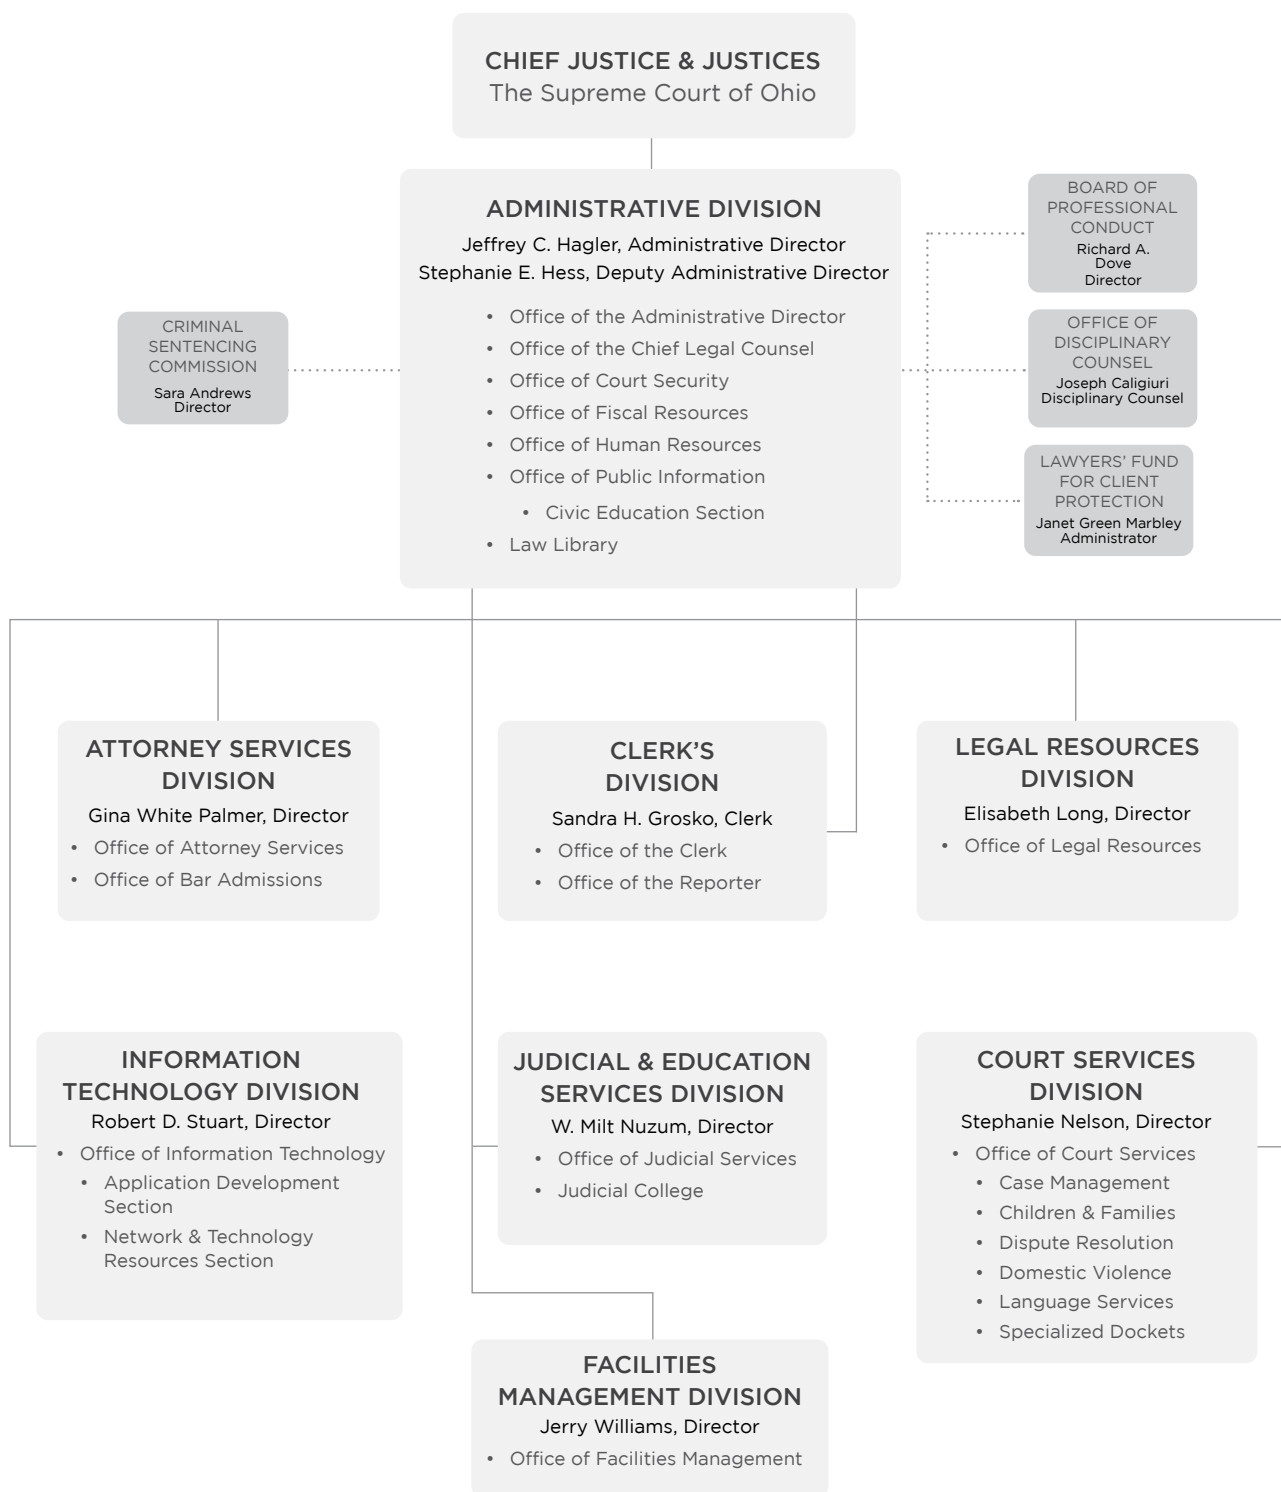 CHIEF JUSTICE & JUSTICES
The Supreme Court of Ohio
ADMINISTRATIVE DIVISION
Jeffrey C. Hagler, Administrative Director
Stephanie E. Hess, Deputy Administrative Director
• Office of the Administrative Director
• Office of the Chief Legal Counsel
• Office of Court Security
• Office of Fiscal Resources
• Office of Human Resources
• Office of Public Information
• Civic Education Section
• Law Library
CRIMINAL
SENTENCING
COMMISSION
Sara Andrews
Director
BOARD OF
PROFESSIONAL
CONDUCT
Richard A.
Dove
Director
OFFICE OF
DISCIPLINARY
COUNSEL
Joseph Caligiuri
Disciplinary Counsel
LAWYERS’ FUND
FOR CLIENT
PROTECTION
Janet Green Marbley
Administrator
ATTORNEY SERVICES
DIVISION
Gina White Palmer, Director
• Office of Attorney Services
• Office of Bar Admissions
CLERK’S
DIVISION
Sandra H. Grosko, Clerk
• Office of the Clerk
• Office of the Reporter
LEGAL RESOURCES
DIVISION
Elisabeth Long, Director
• Office of Legal Resources
INFORMATION
TECHNOLOGY DIVISION
Robert D. Stuart, Director
• Office of Information Technology
• Application Development
Section
• Network & Technology
Resources Section
JUDICIAL & EDUCATION
SERVICES DIVISION
W. Milt Nuzum, Director
• Office of Judicial Services
• Judicial College
COURT SERVICES
DIVISION
Stephanie Nelson, Director
• Office of Court Services
• Case Management
• Children & Families
• Dispute Resolution
• Domestic Violence
• Language Services
• Specialized Dockets
FACILITIES
MANAGEMENT DIVISION
Jerry Williams, Director
• Office of Facilities Management